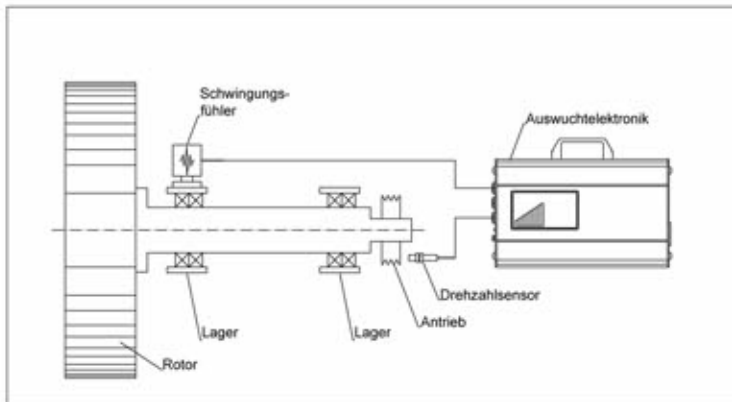 Schwingungs-
fühler
Auswuchtelektronik
Drehzahlsensor
Antrieb
Lager
Lager
Rotor